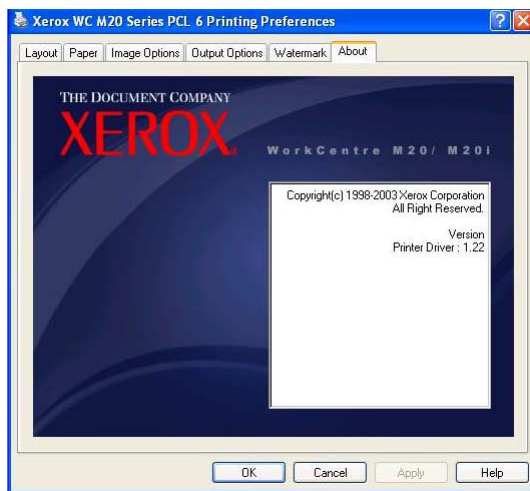 Xerox WC M20 Series PCL 6 Printing Preferences
Layout Paper Image Options Output Options Watermark About
THE DOCUMENT COMPANY
XEROX
WorkCentre M20/ M20i
Copyright(c) 1998-2003 Xerox Corporation
All Right Reserved.
Version
Printer Driver : 1.22
OK Cancel Apply Help